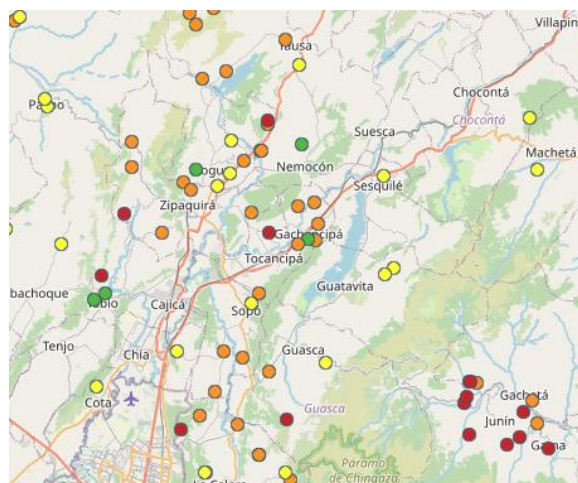 Tausa
Villapin
Chocontá
Suesca
Chocontá
Machetá
Nemocón
Sesquilé
Zipaquirá
Gachancipá
Tocancipá
Guatavita
Cajicá
Sopó
Tenjo
Chía
Guasca
Cota
Guasca
Gachetá
Junín
Gama
Páramo
de Chingaza